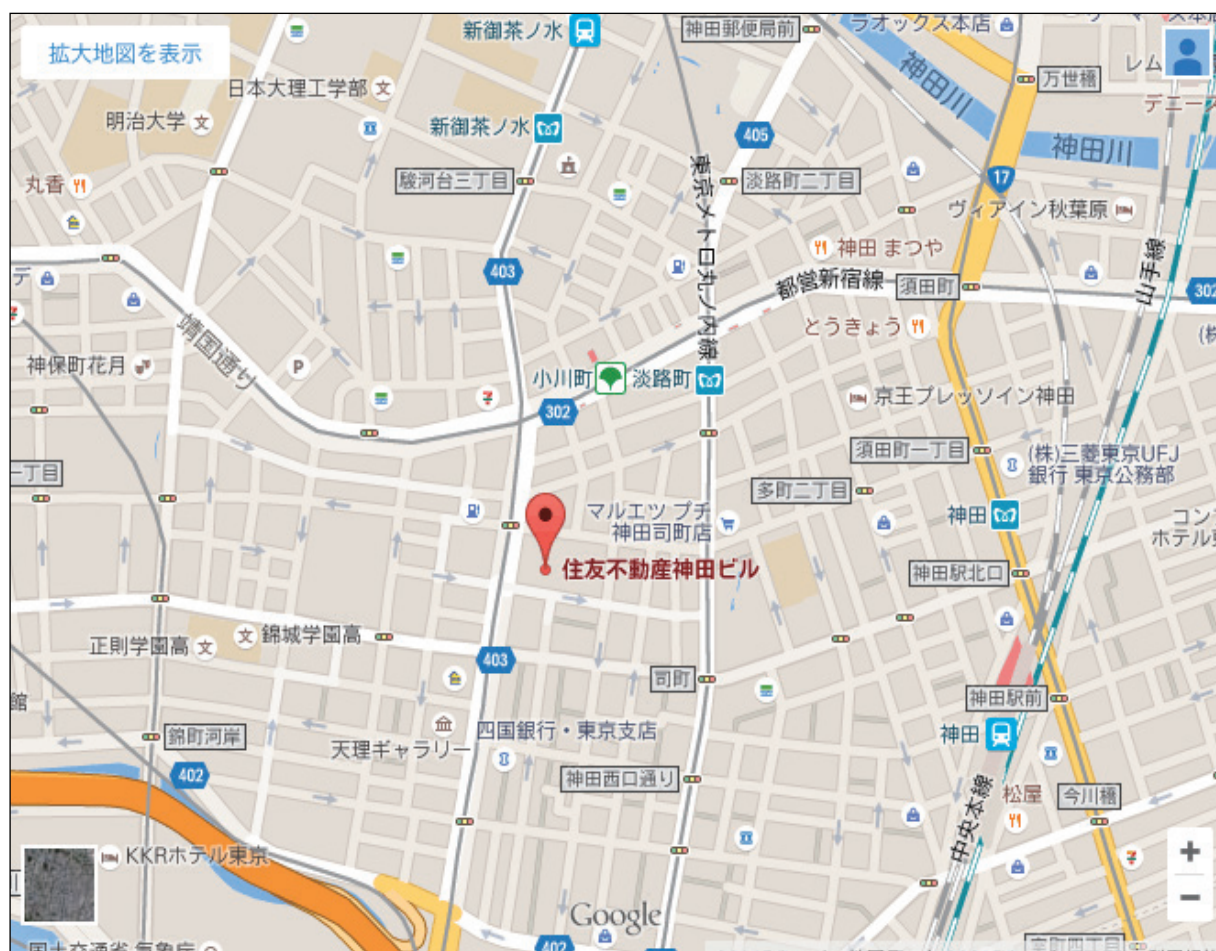 拡大地図を表示
新御茶ノ水
神田郵便局前
ラオックス本店
神田川
万世橋
日本大理工学部
明治大学
新御茶ノ水
405
神田川
丸香
駿河台三丁目
東京メトロ丸ノ内線
淡路町二丁目
17
ヴィアイン秋葉原
403
神田 まつや
都営新宿線
須田町
山手線
302
靖国通り
とうきょう
神保町花月
P
小川町
淡路町
302
京王プレッソイン神田
須田町一丁目
(株)三菱東京UFJ
銀行 東京公務部
一丁目
多町二丁目
マルエツ プチ
神田司町店
神田
住友不動産神田ビル
神田駅北口
正則学園高
錦城学園高
403
司町
神田駅前
錦町河岸
天理ギャラリー
四国銀行・東京支店
神田
402
神田西口通り
中央本線
松屋
今川橋
KKRホテル東京
+
−
Google
402